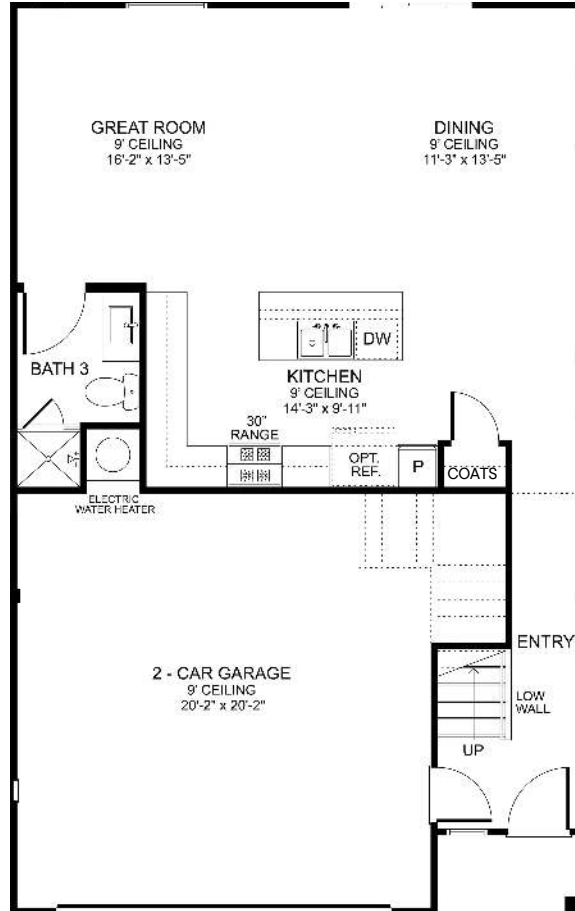 GREAT ROOM
9' CEILING
16'-2" x 13'-5"
DINING
9' CEILING
11'-3" x 13'-5"
DW
BATH 3
KITCHEN
9' CEILING
14'-3" x 9'-11"
30"
RANGE
OPT.
REF.
P
COATS
ELECTRIC
WATER HEATER
2 - CAR GARAGE
9' CEILING
20'-2" x 20'-2"
ENTRY
LOW
WALL
UP